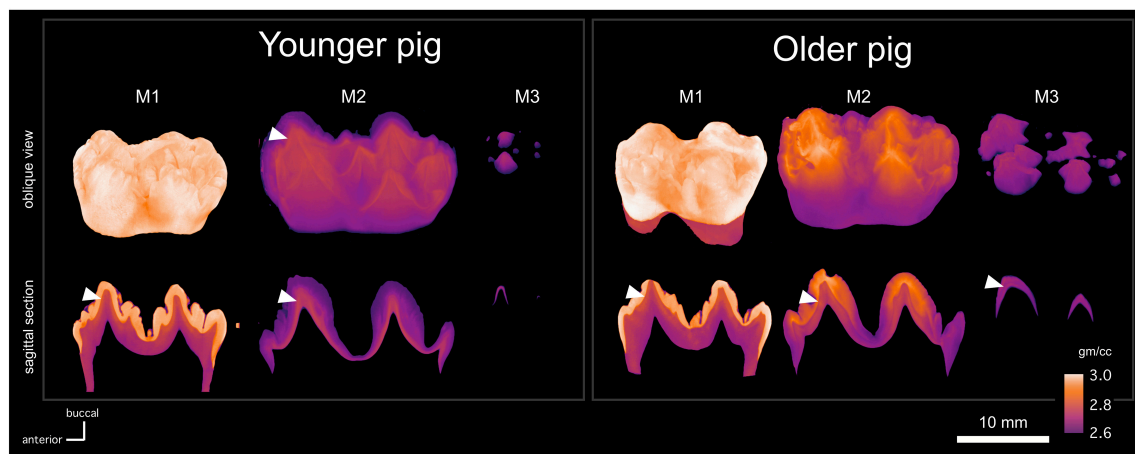 Younger pig
Older pig
M1
M2
M3
M1
M2
M3
oblique view
sagittal section
gm/cc
3.0
2.8
2.6
buccal
anterior
10 mm